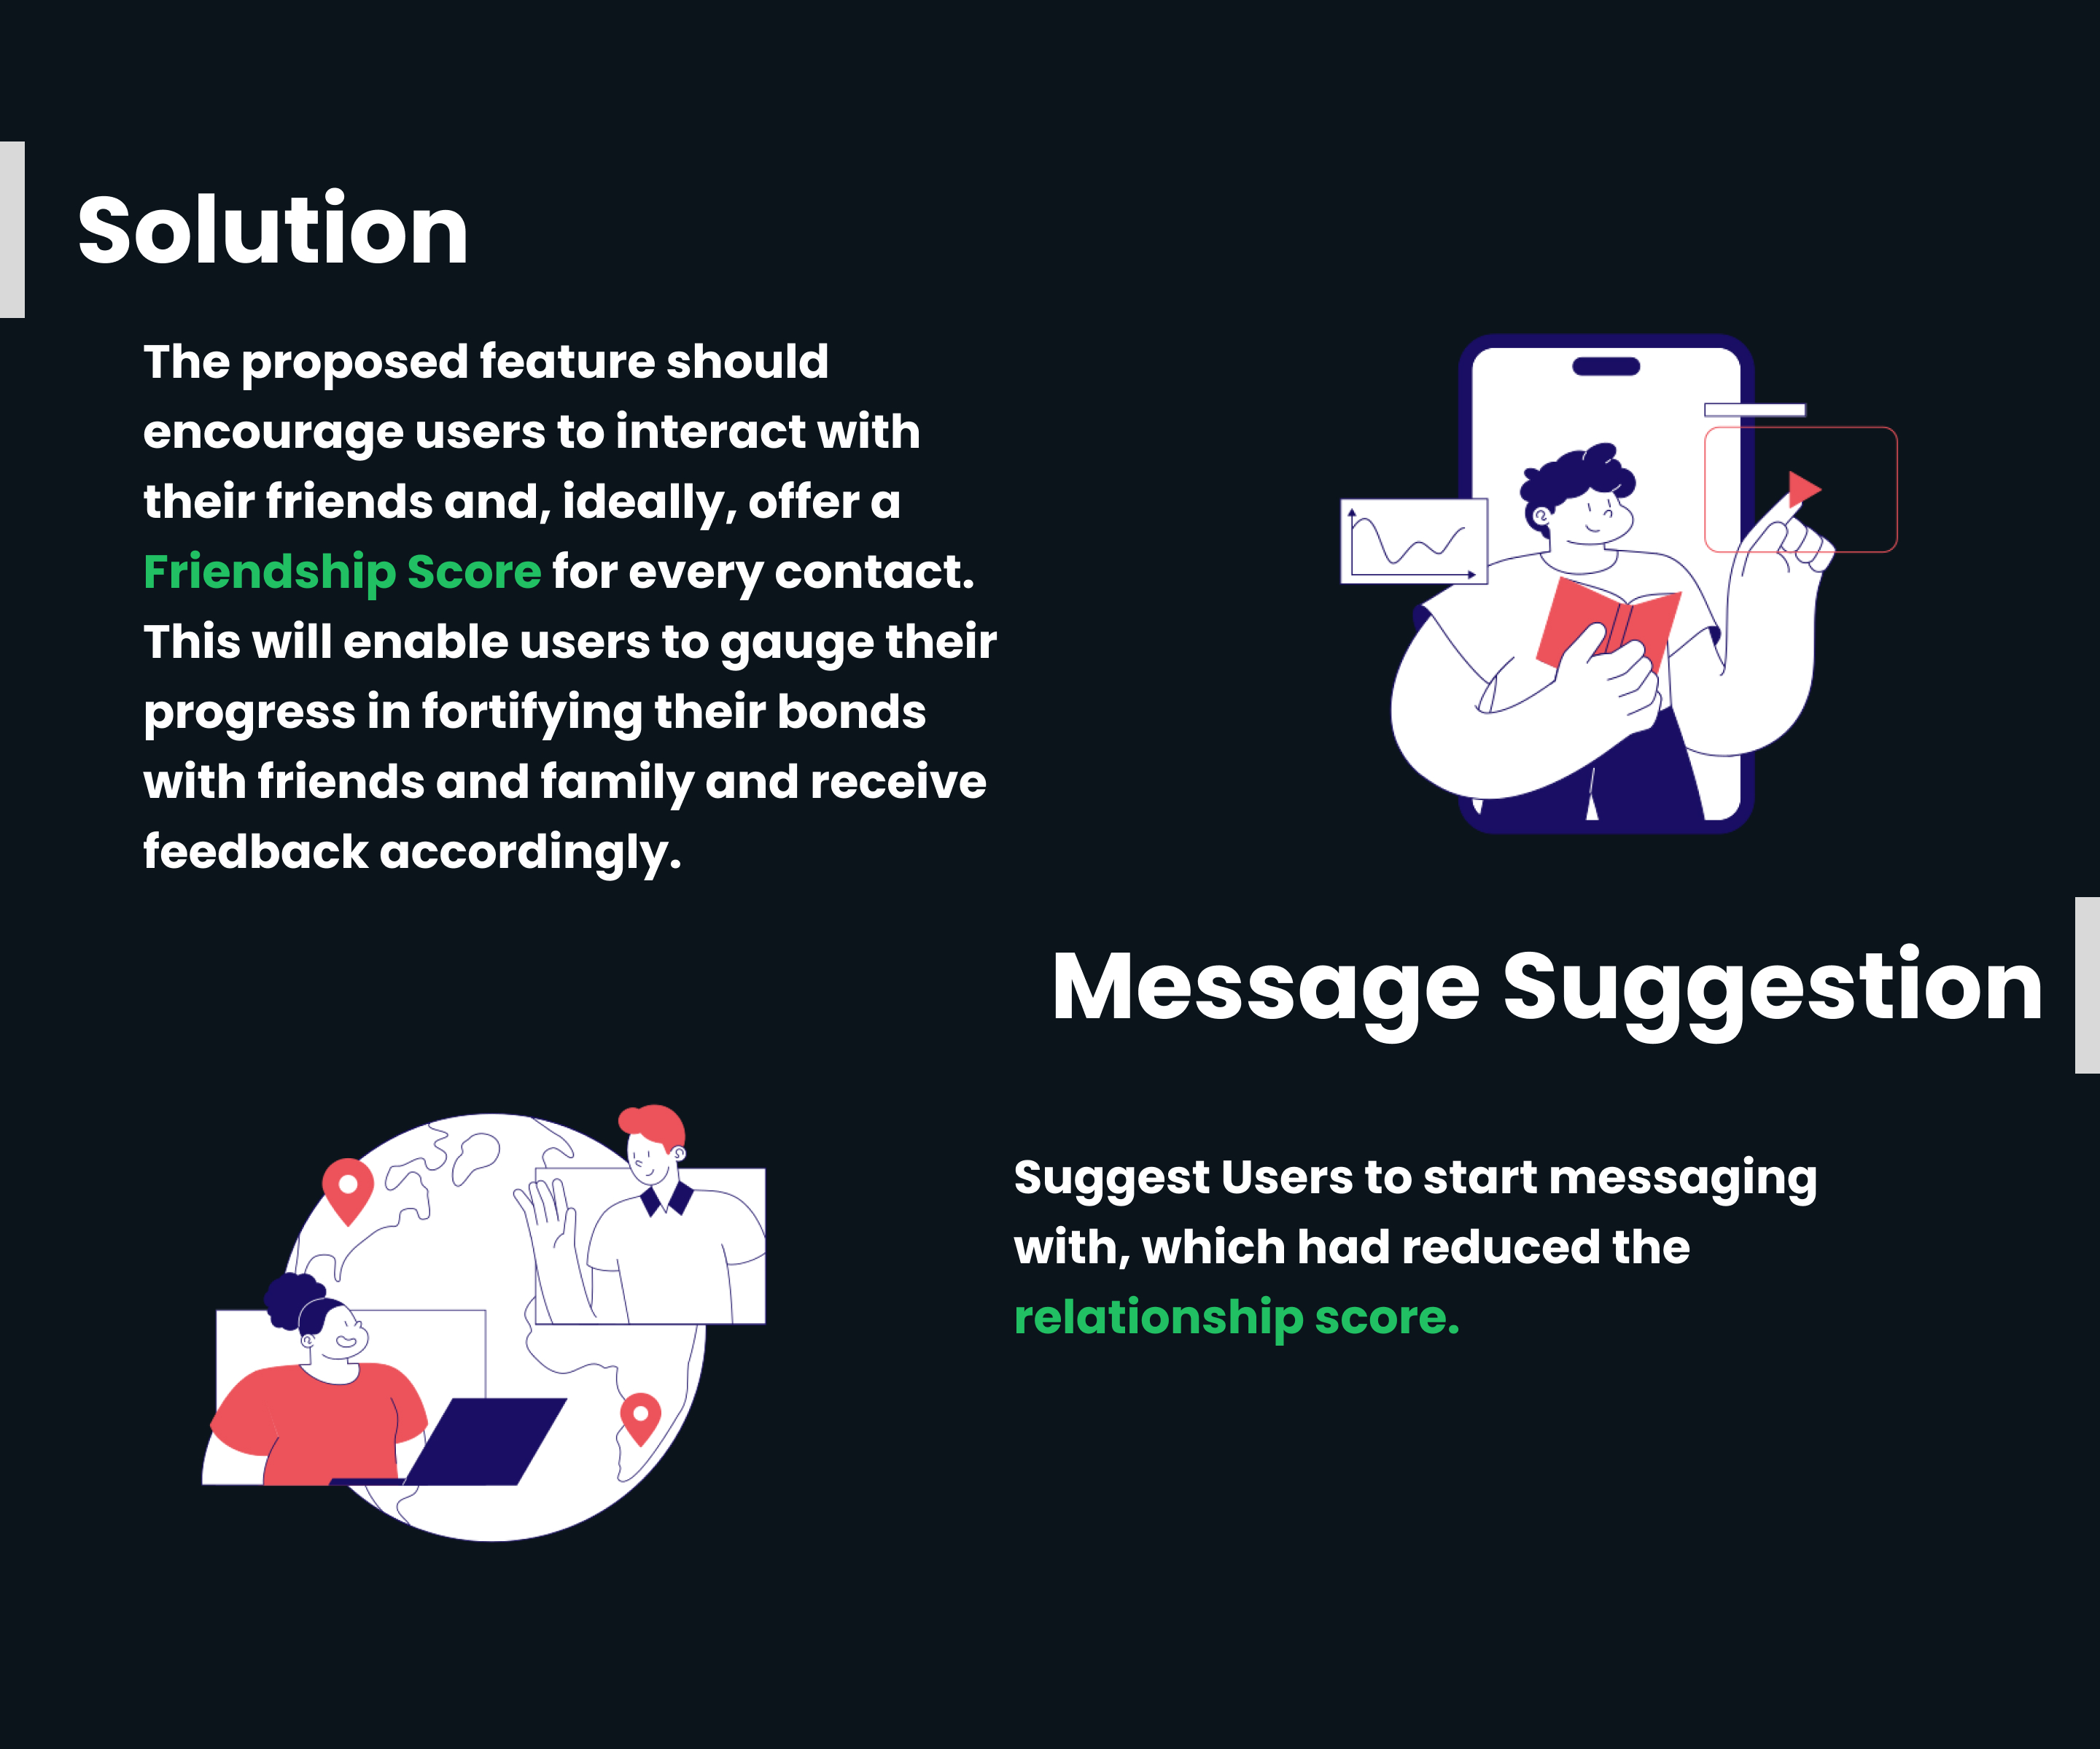 Solution
The proposed feature should
encourage users to interact with
their friends and, ideally, offer a
Friendship Score for every contact.
This will enable users to gauge their
progress in fortifying their bonds
with friends and family and receive
feedback accordingly.
Message Suggestion
Suggest Users to start messaging
with, which had reduced the
relationship score.